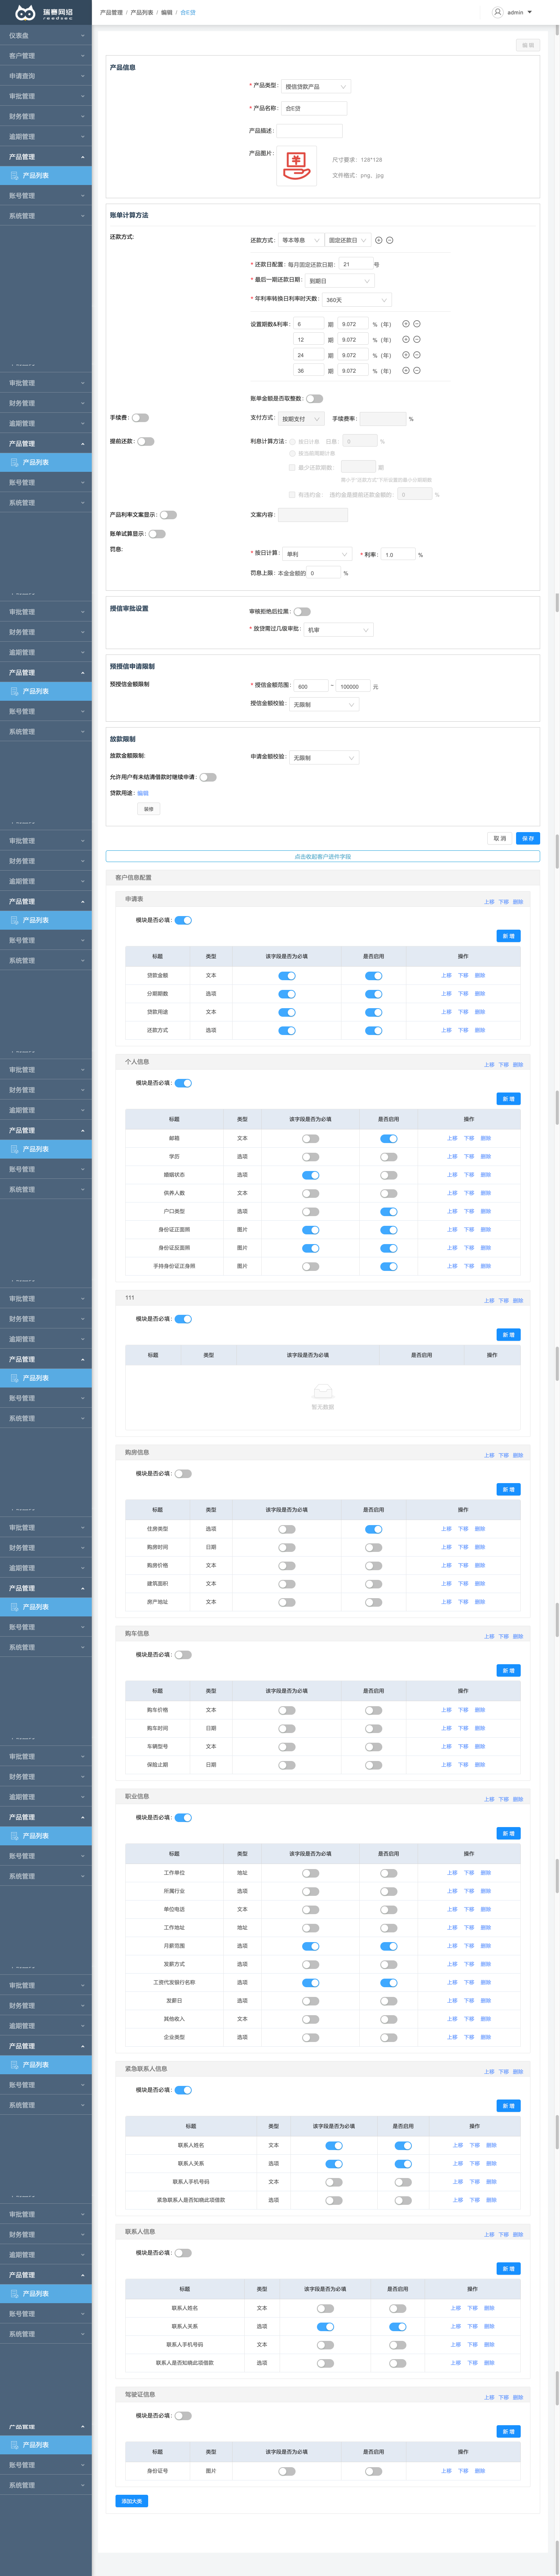 瑞赛网络
仪表盘
客户管理
申请查询
审批管理
财务管理
逾期管理
产品管理
产品列表
账号管理
系统管理
产品管理 / 产品列表 / 编辑 / 合E贷
admin
编 辑
产品信息
* 产品类型: 授信贷款产品
* 产品名称: 合E贷
产品描述:
产品图片:
尺寸要求: 128*128
文件格式: png, jpg
账单计算方法
还款方式:
还款方式: 等本等息 固定还款日
* 还款日配置: 每月固定还款日期: 21 号
* 最后一期还款日期: 到期日
* 年利率转换日利率时天数: 360天
设置期数&利率: 6 期 9.072 % (年)
12 期 9.072 % (年)
24 期 9.072 % (年)
36 期 9.072 % (年)
账单金额是否取整数:
手续费:
支付方式: 按期支付 手续费率: %
提前还款:
利息计算方法: 按日计息 日息: 0 %
按当前周期计息
最少还款期数: 期
有违约金: 违约金是提前还款金额的: 0 %
产品利率文案显示:
文案内容:
账单试算显示:
罚息:
* 按日计算: 单利 * 利率: 1.0 %
罚息上限: 本金金额的 0 %
授信审批设置
审核拒绝后拉黑:
* 放贷需过几级审批: 机审
预授信申请限制
预授信金额限制
* 授信金额范围: 600 ~ 100000 元
授信金额校验: 无限制
放款限制
放款金额限制:
申请金额校验: 无限制
允许用户有未结清借款时继续申请:
贷款用途: 编辑
装修
取 消 保 存
点击收起客户进件字段
客户信息配置
申请表 上移 下移 删除
模块是否必填:
新 增
标题 类型 该字段是否为必填 是否启用 操作
贷款金额 文本 上移 下移 删除
分期期数 选项 上移 下移 删除
贷款用途 文本 上移 下移 删除
还款方式 选项 上移 下移 删除
个人信息 上移 下移 删除
模块是否必填:
新 增
标题 类型 该字段是否为必填 是否启用 操作
邮箱 文本 上移 下移 删除
学历 选项 上移 下移 删除
婚姻状态 选项 上移 下移 删除
供养人数 文本 上移 下移 删除
户口类型 选项 上移 下移 删除
身份证正面照 图片 上移 下移 删除
身份证反面照 图片 上移 下移 删除
手持身份证正身照 图片 上移 下移 删除
111 上移 下移 删除
模块是否必填:
新 增
标题 类型 该字段是否为必填 是否启用 操作
暂无数据
购房信息 上移 下移 删除
模块是否必填:
新 增
标题 类型 该字段是否为必填 是否启用 操作
住房类型 选项 上移 下移 删除
购房时间 日期 上移 下移 删除
购房价格 文本 上移 下移 删除
建筑面积 文本 上移 下移 删除
房产地址 文本 上移 下移 删除
购车信息 上移 下移 删除
模块是否必填:
新 增
标题 类型 该字段是否为必填 是否启用 操作
购车价格 文本 上移 下移 删除
购车时间 日期 上移 下移 删除
车辆型号 文本 上移 下移 删除
保险止期 日期 上移 下移 删除
职业信息 上移 下移 删除
模块是否必填:
新 增
标题 类型 该字段是否为必填 是否启用 操作
工作单位 地址 上移 下移 删除
所属行业 选项 上移 下移 删除
单位电话 文本 上移 下移 删除
工作地址 地址 上移 下移 删除
月薪范围 选项 上移 下移 删除
发薪方式 选项 上移 下移 删除
工资代发银行名称 选项 上移 下移 删除
发薪日 选项 上移 下移 删除
其他收入 文本 上移 下移 删除
企业类型 选项 上移 下移 删除
紧急联系人信息 上移 下移 删除
模块是否必填:
新 增
标题 类型 该字段是否为必填 是否启用 操作
联系人姓名 文本 上移 下移 删除
联系人关系 选项 上移 下移 删除
联系人手机号码 文本 上移 下移 删除
紧急联系人是否知晓此项借款 选项 上移 下移 删除
联系人信息 上移 下移 删除
模块是否必填:
新 增
标题 类型 该字段是否为必填 是否启用 操作
联系人姓名 文本 上移 下移 删除
联系人关系 选项 上移 下移 删除
联系人手机号码 文本 上移 下移 删除
联系人是否知晓此项借款 选项 上移 下移 删除
驾驶证信息 上移 下移 删除
模块是否必填:
新 增
标题 类型 该字段是否为必填 是否启用 操作
身份证号 图片 上移 下移 删除
添加大类